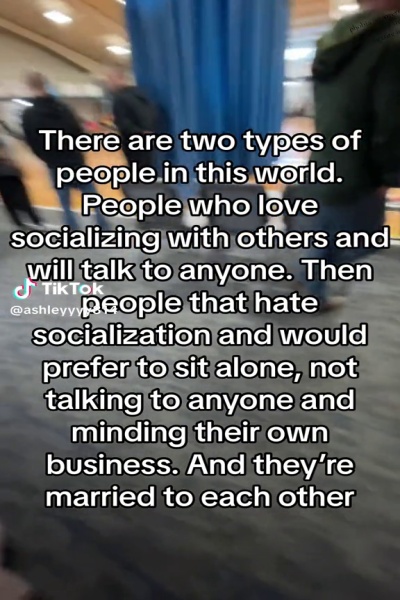 There are two types of
people in this world.
People who love
socializing with others and
will talk to anyone. Then
TikTok
people that hate
socialization and would
prefer to sit alone, not
talking to anyone and
minding their own
business. And they’re
married to each other